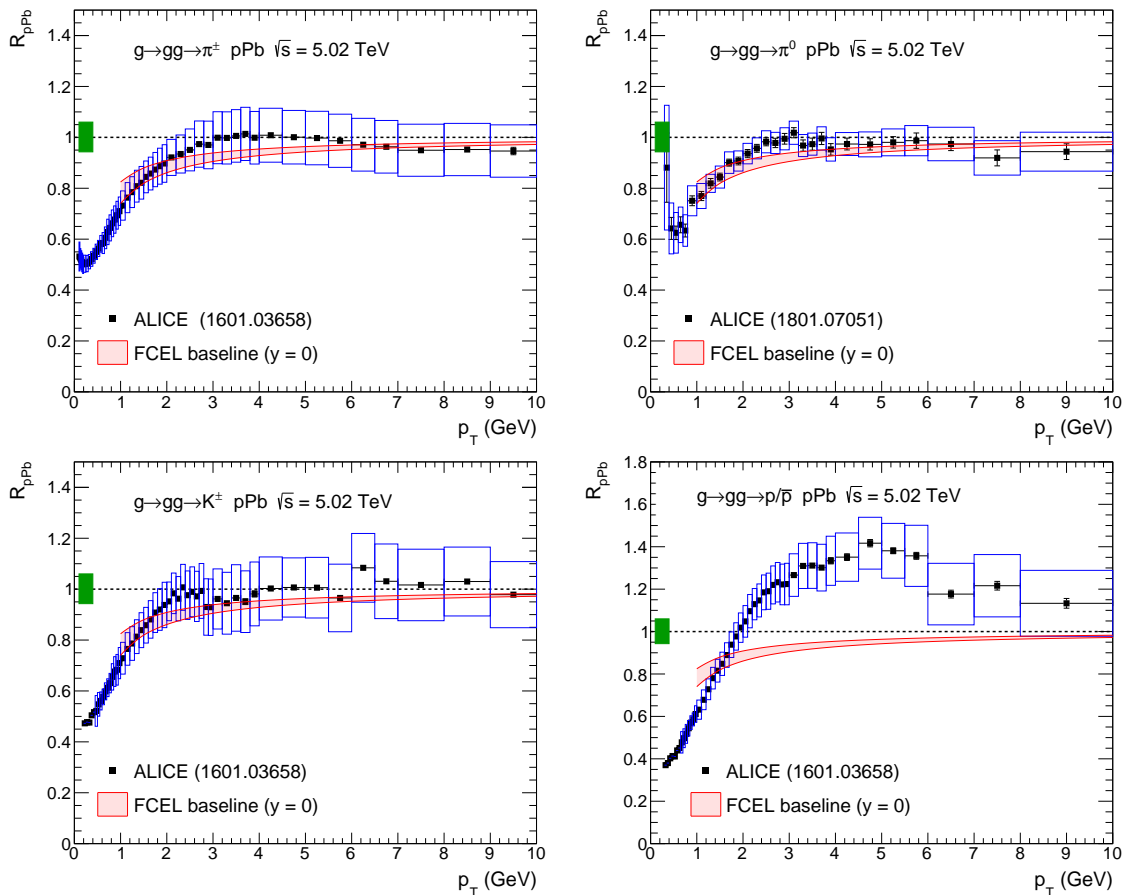 R_pPb
g→gg→π± pPb √s = 5.02 TeV
1.4
1.2
1
0.8
0.6
0.4
0.2
0
ALICE (1601.03658)
FCEL baseline (y = 0)
0 1 2 3 4 5 6 7 8 9 10
p_T (GeV)
R_pPb
g→gg→π⁰ pPb √s = 5.02 TeV
1.4
1.2
1
0.8
0.6
0.4
0.2
0
ALICE (1801.07051)
FCEL baseline (y = 0)
0 1 2 3 4 5 6 7 8 9 10
p_T (GeV)
R_pPb
g→gg→K± pPb √s = 5.02 TeV
1.4
1.2
1
0.8
0.6
0.4
0.2
0
ALICE (1601.03658)
FCEL baseline (y = 0)
0 1 2 3 4 5 6 7 8 9 10
p_T (GeV)
R_pPb
g→gg→p/p̅ pPb √s = 5.02 TeV
1.8
1.6
1.4
1.2
1
0.8
0.6
0.4
0.2
0
ALICE (1601.03658)
FCEL baseline (y = 0)
0 1 2 3 4 5 6 7 8 9 10
p_T (GeV)